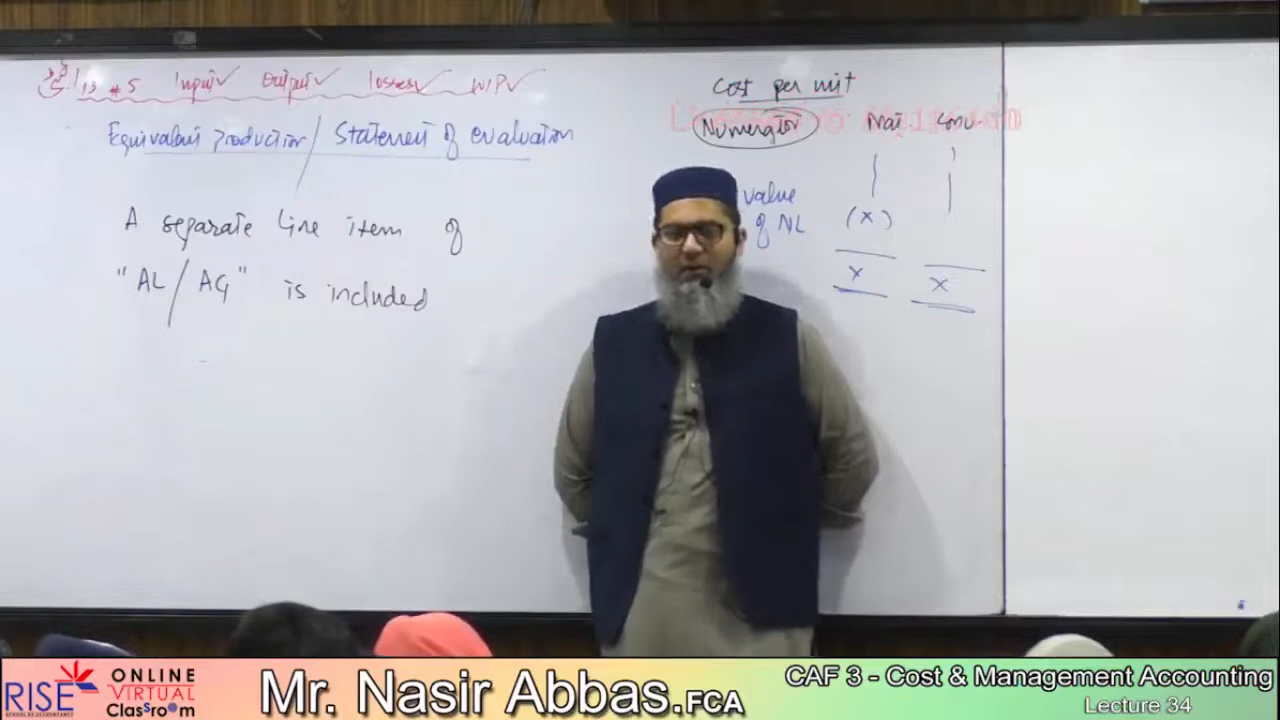 13 #5 Input✓ Output✓ Losses✓ WIP✓
Equivalent Production / Statement of evaluation
A separate line item of
"AL / AG" is included
Cost per unit
Numerator Mat Conv
value
of NL (x)
x x
RISE
ONLINE
VIRTUAL
ClasSroom
Mr. Nasir Abbas.FCA
CAF 3 - Cost & Management Accounting
Lecture 34